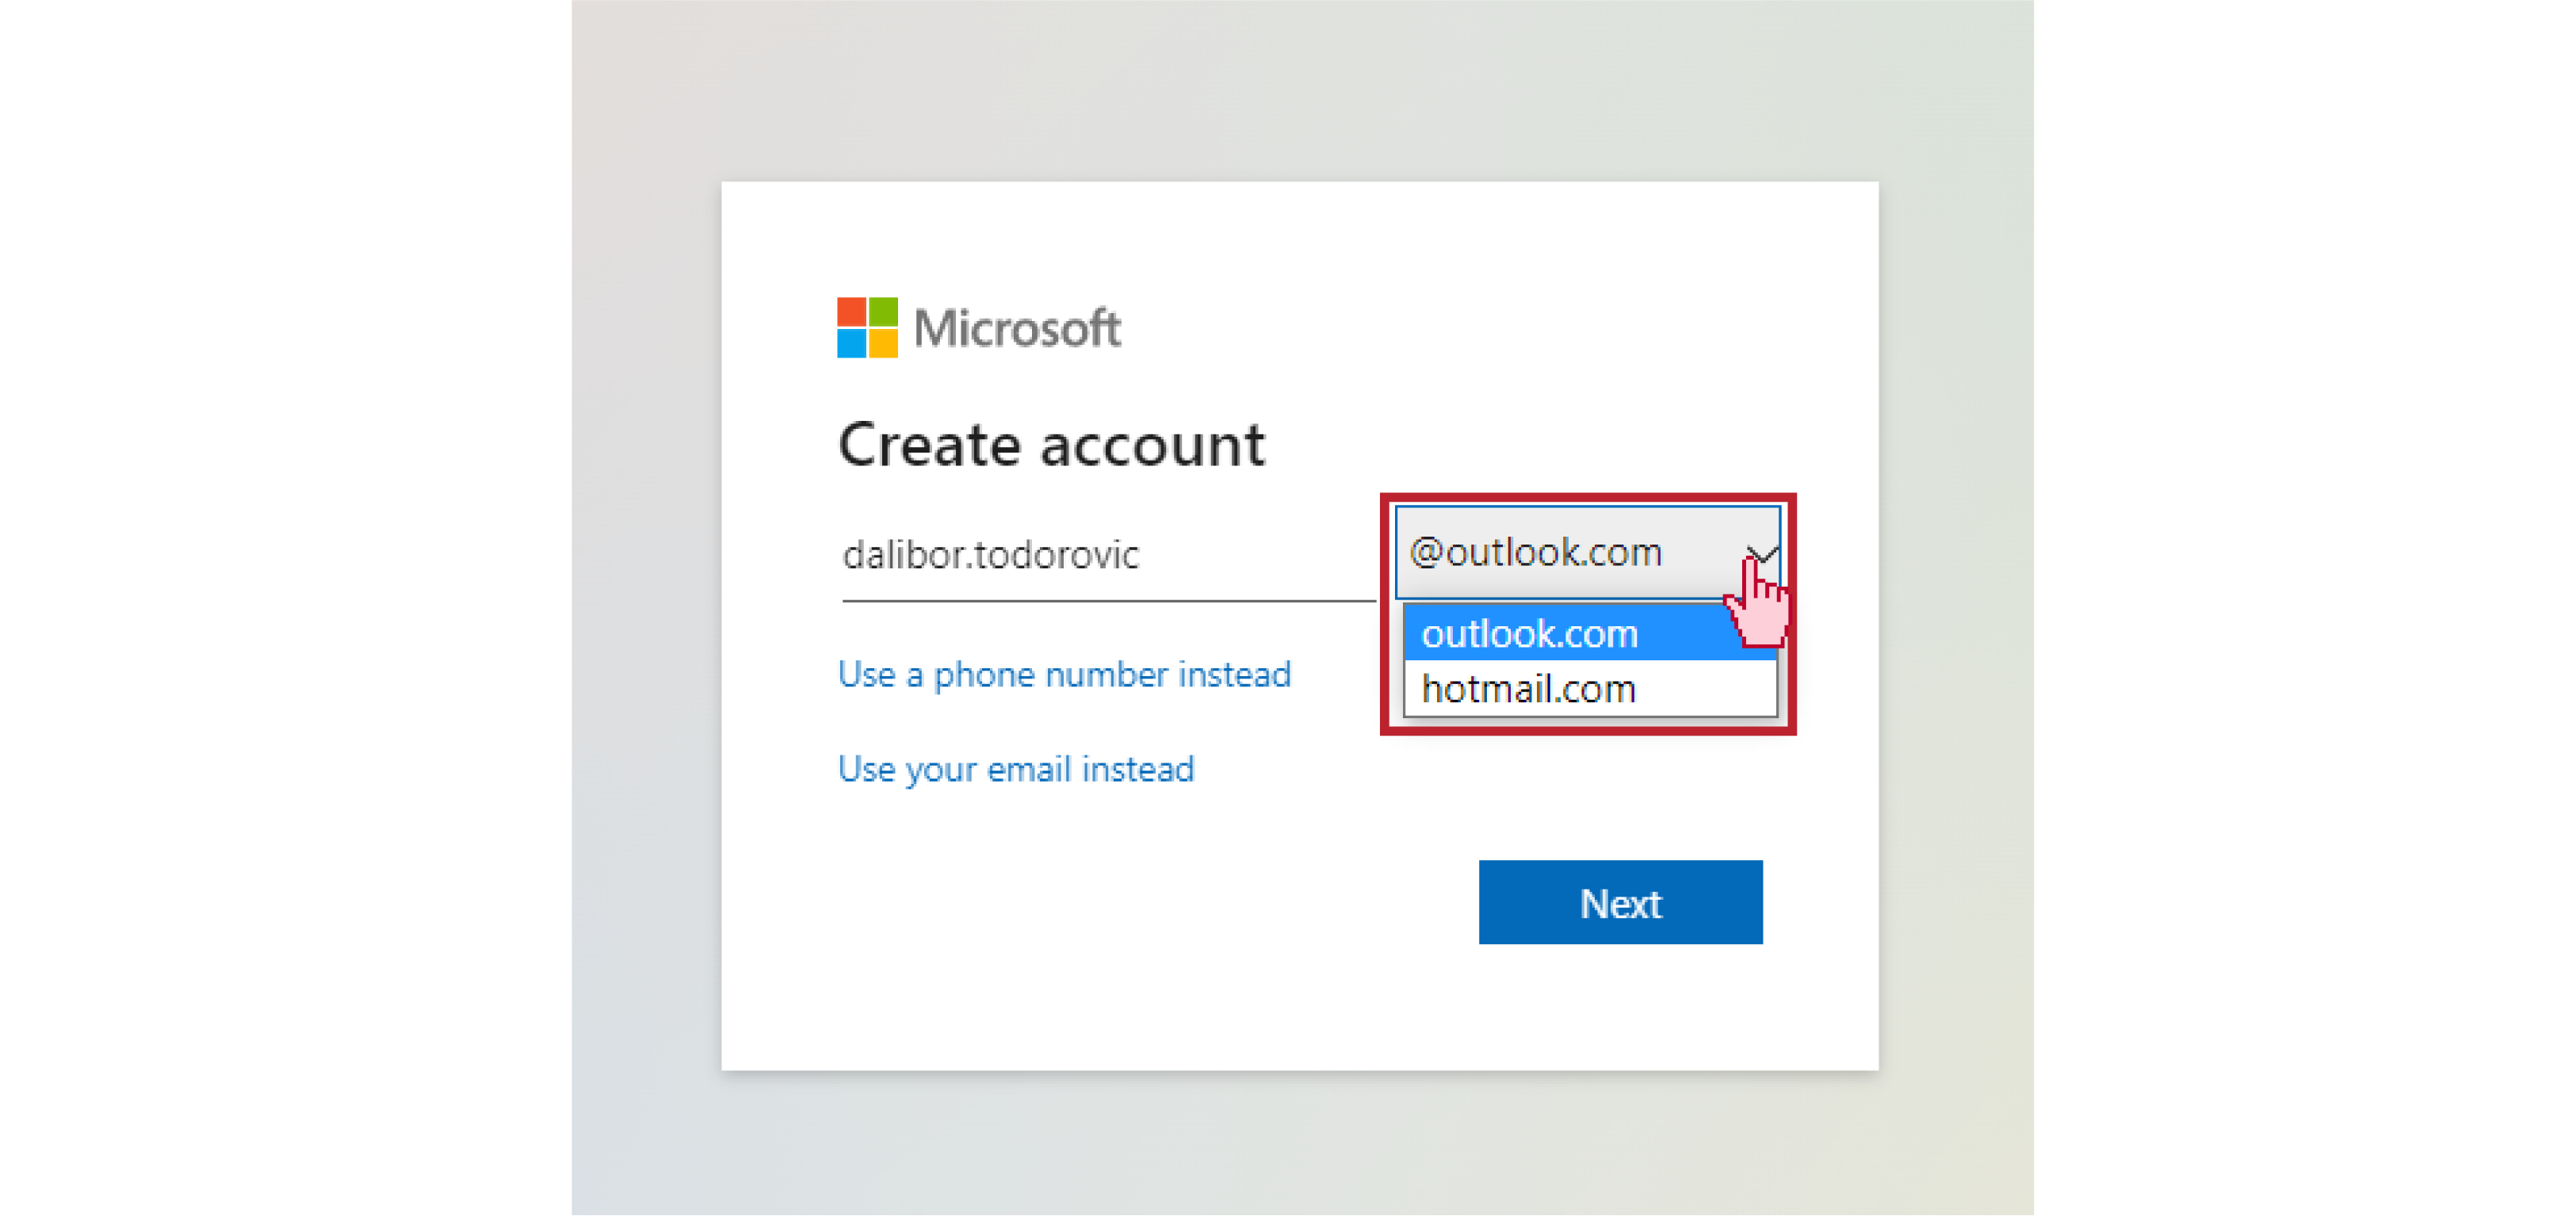 Microsoft
Create account
dalibor.todorovic
@outlook.com
outlook.com
hotmail.com
Use a phone number instead
Use your email instead
Next